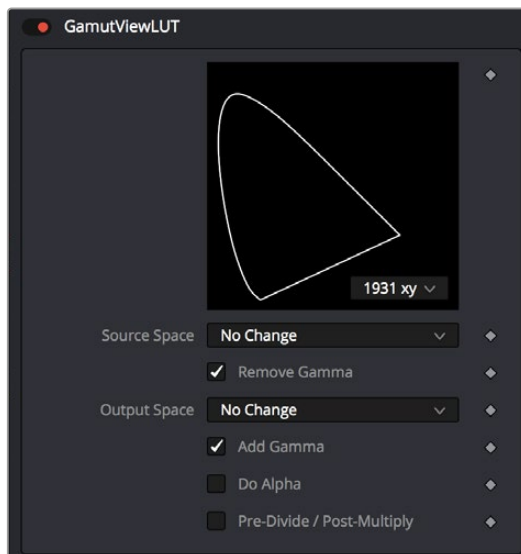 GamutViewLUT
1931 xy
Source Space No Change
Remove Gamma
Output Space No Change
Add Gamma
Do Alpha
Pre-Divide / Post-Multiply